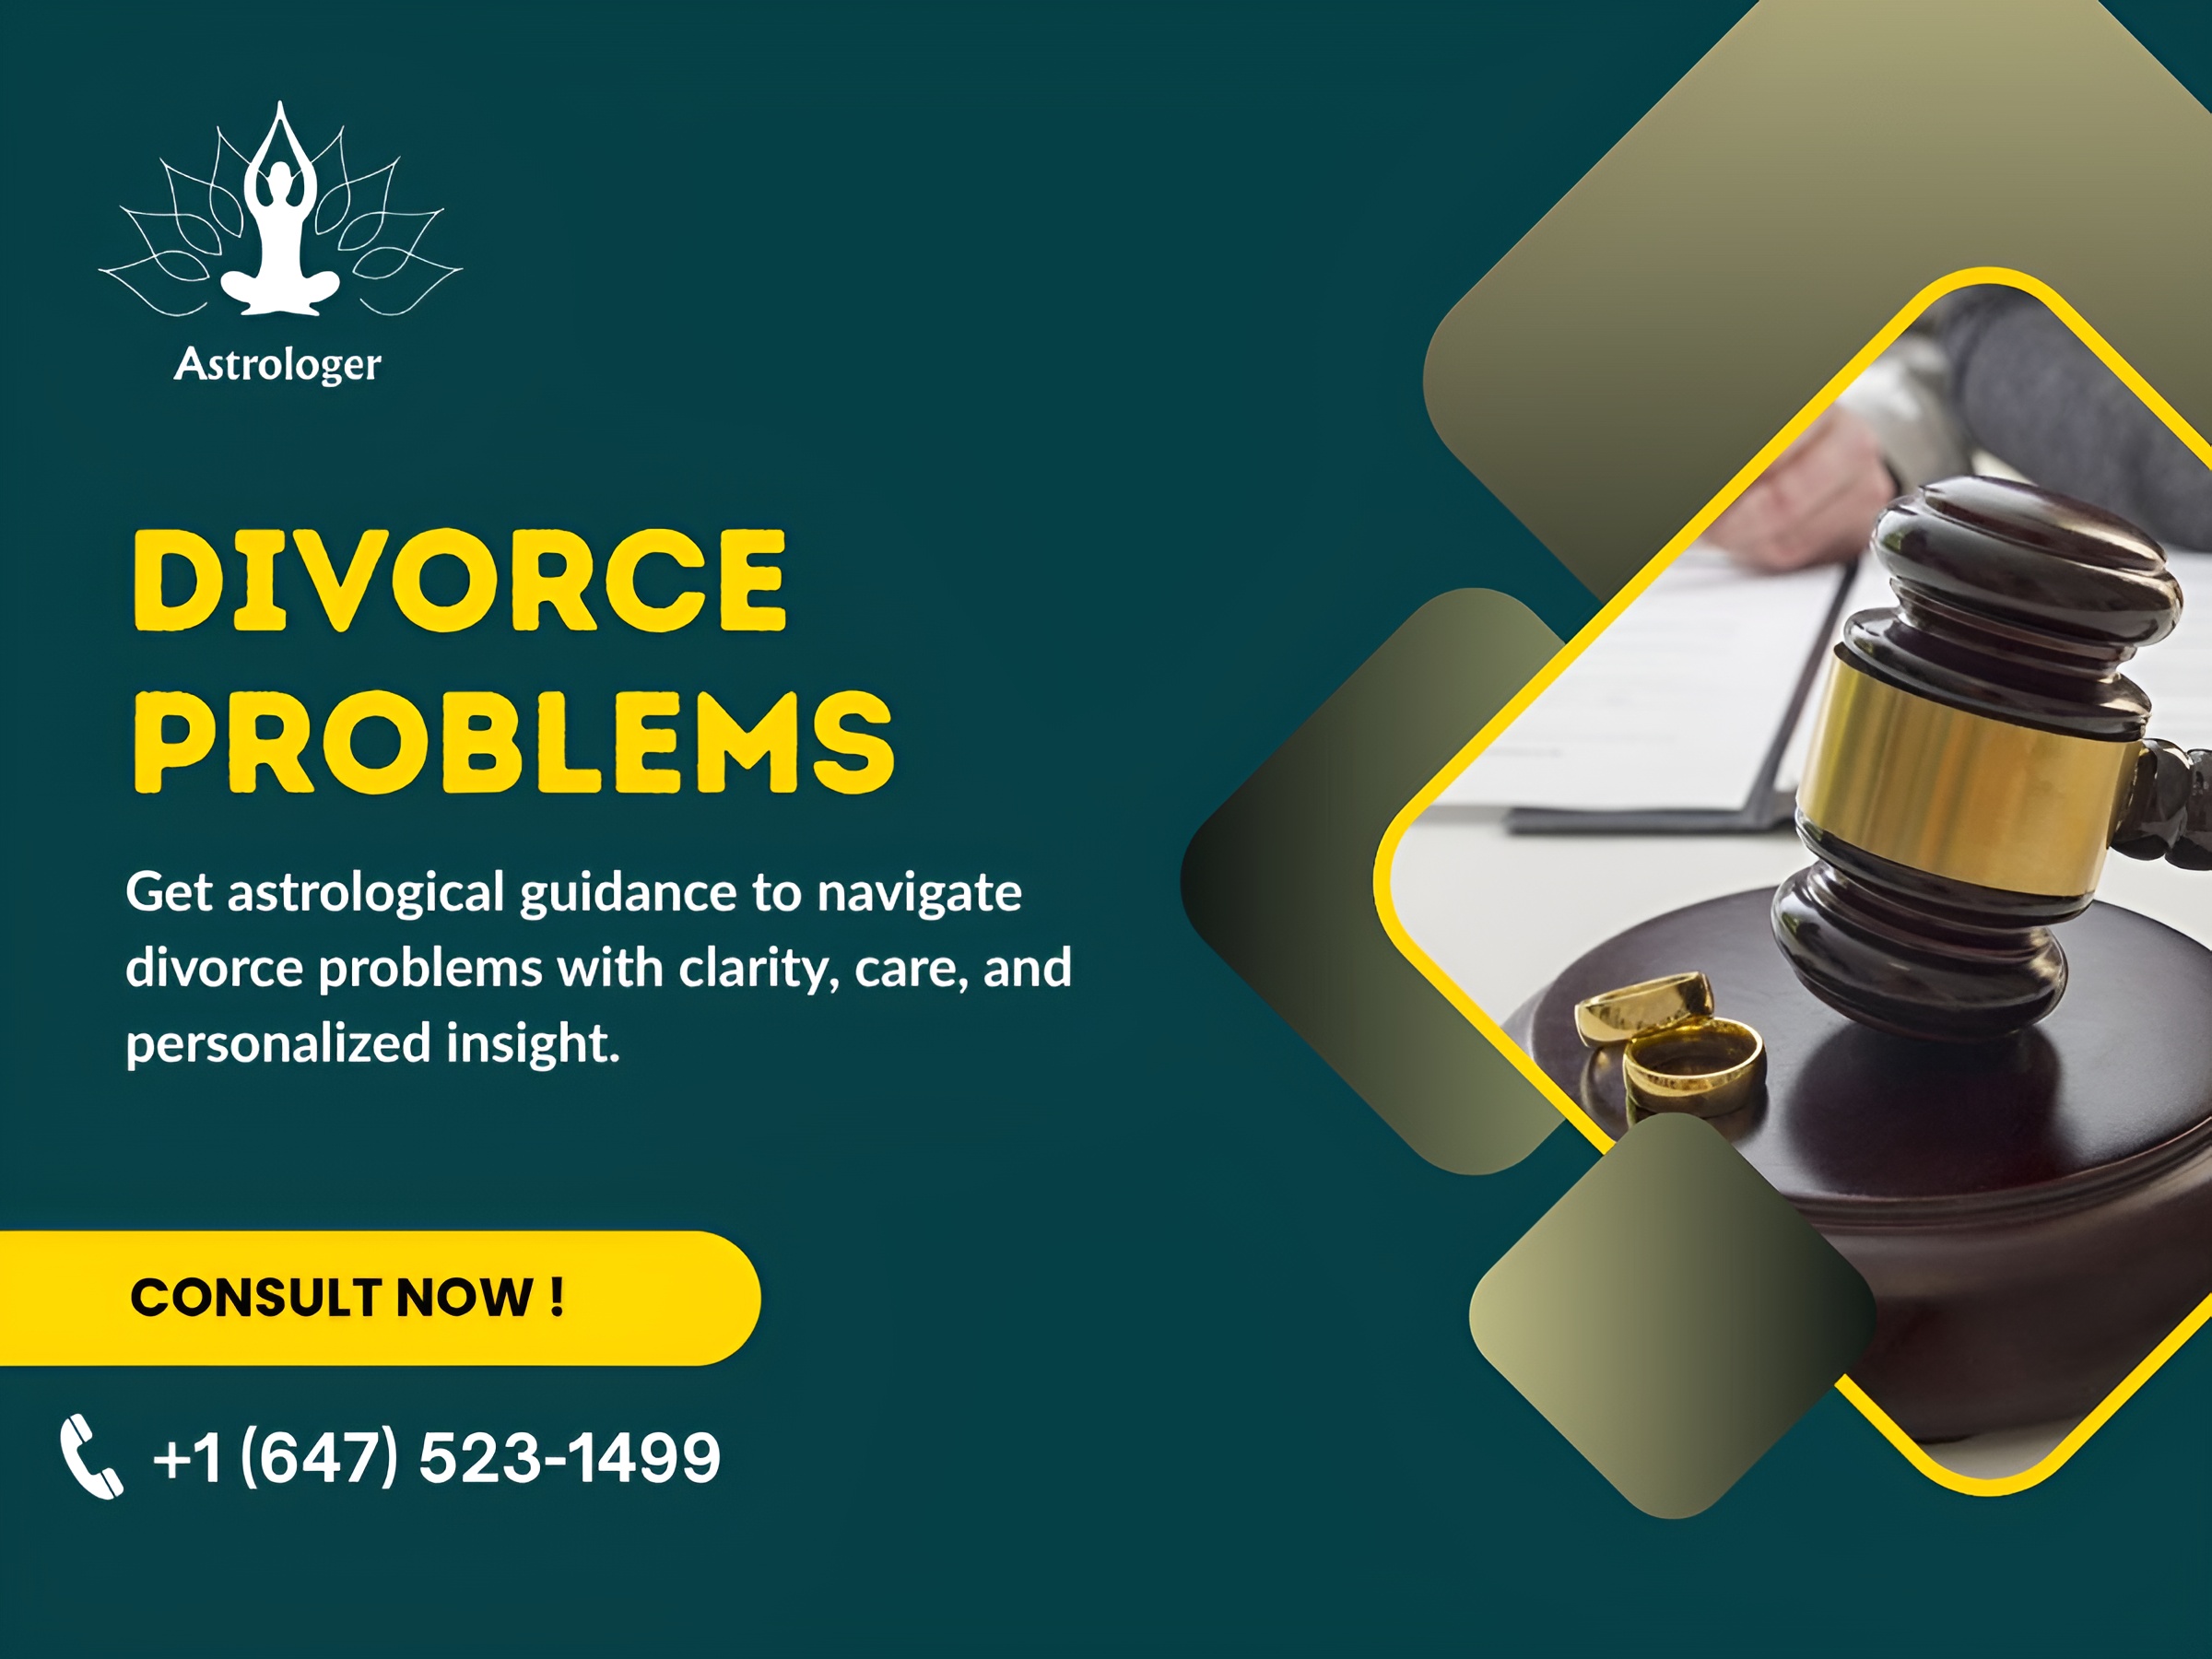 Astrologer
DIVORCE
PROBLEMS
Get astrological guidance to navigate
divorce problems with clarity, care, and
personalized insight.
CONSULT NOW !
+1 (647) 523-1499